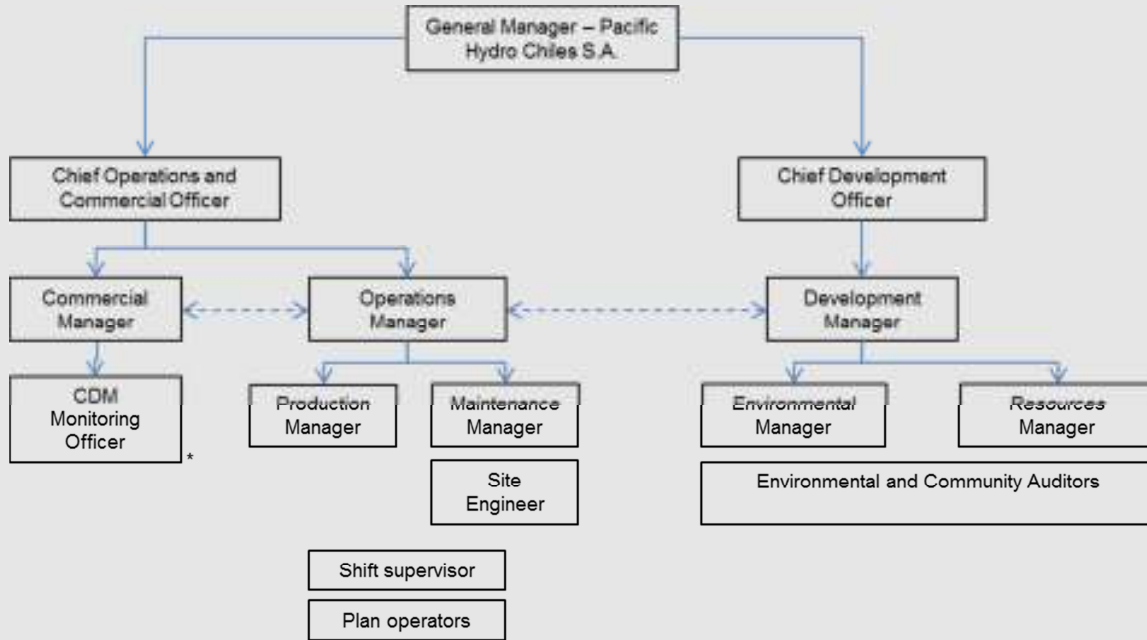 General Manager – Pacific
Hydro Chiles S.A.
Chief Operations and
Commercial Officer
Chief Development
Officer
Commercial
Manager
Operations
Manager
Development
Manager
CDM
Monitoring
Officer
*
Production
Manager
Maintenance
Manager
Environmental
Manager
Resources
Manager
Site
Engineer
Environmental and Community Auditors
Shift supervisor
Plan operators